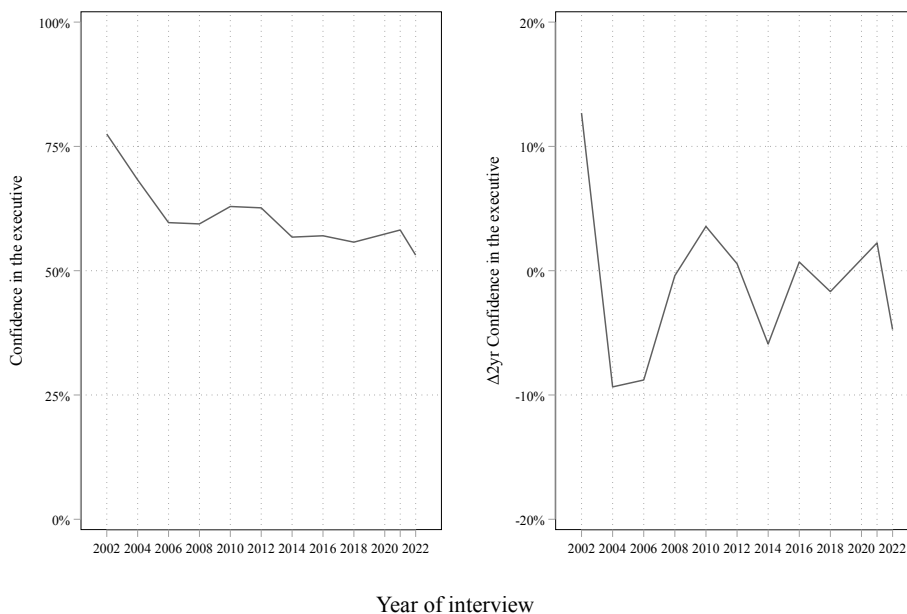 Confidence in the executive
100%
75%
50%
25%
0%
2002 2004 2006 2008 2010 2012 2014 2016 2018 2020 2022
Δ2yr Confidence in the executive
20%
10%
0%
-10%
-20%
2002 2004 2006 2008 2010 2012 2014 2016 2018 2020 2022
Year of interview